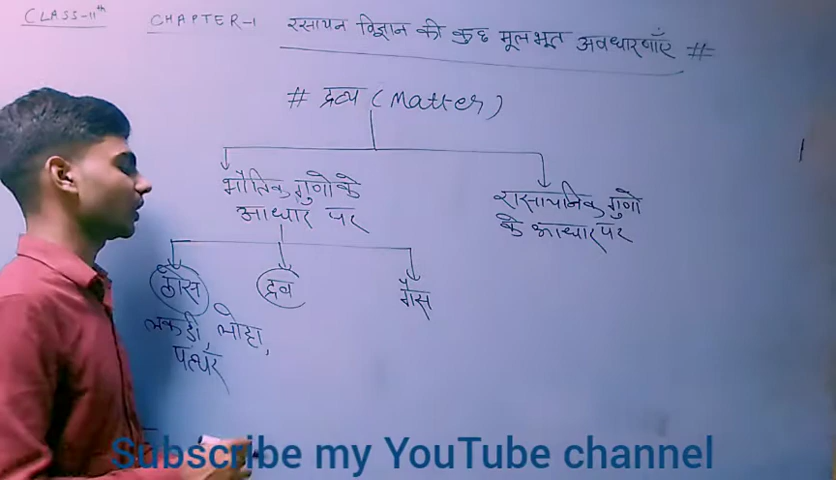 CLASS-11th CHAPTER-1 रसायन विज्ञान की कुछ मूलभूत अवधारणाएँ #
# द्रव्य (Matter)
भौतिक गुणों के आधार पर
रासायनिक गुणों के आधार पर
ठोस द्रव गैस
लकड़ी, लोहा,
पत्थर
Subscribe my YouTube channel